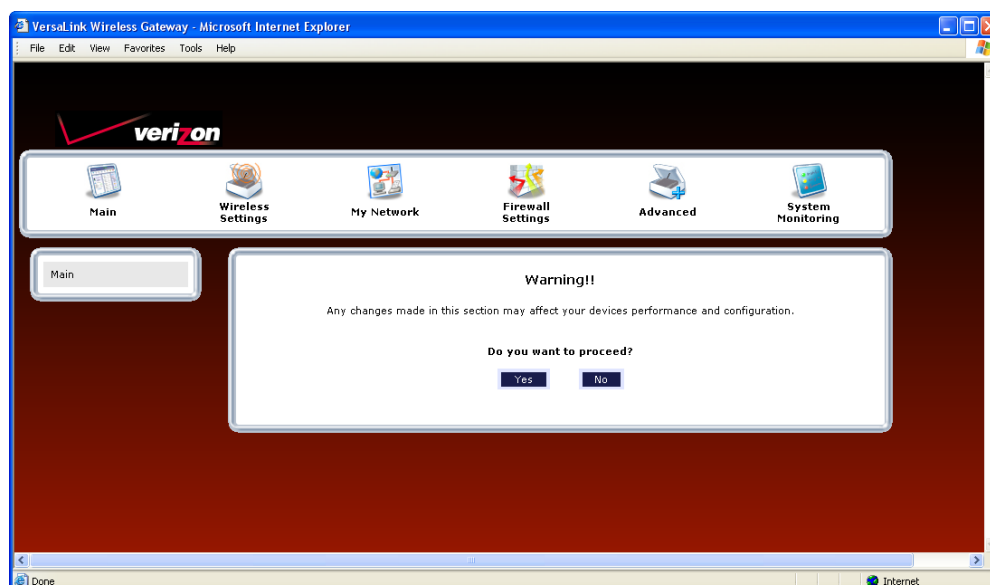 VersaLink Wireless Gateway - Microsoft Internet Explorer
File Edit View Favorites Tools Help
verizon
Main
Wireless Settings
My Network
Firewall Settings
Advanced
System Monitoring
Main
Warning!!
Any changes made in this section may affect your devices performance and configuration.
Do you want to proceed?
Yes No
Done Internet